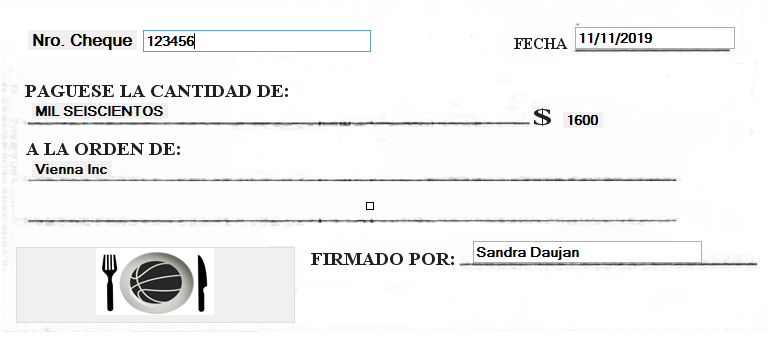 Nro. Cheque 123456 FECHA 11/11/2019
PAGUESE LA CANTIDAD DE:
MIL SEISCIENTOS $ 1600
A LA ORDEN DE:
Vienna Inc
FIRMADO POR: Sandra Daujan